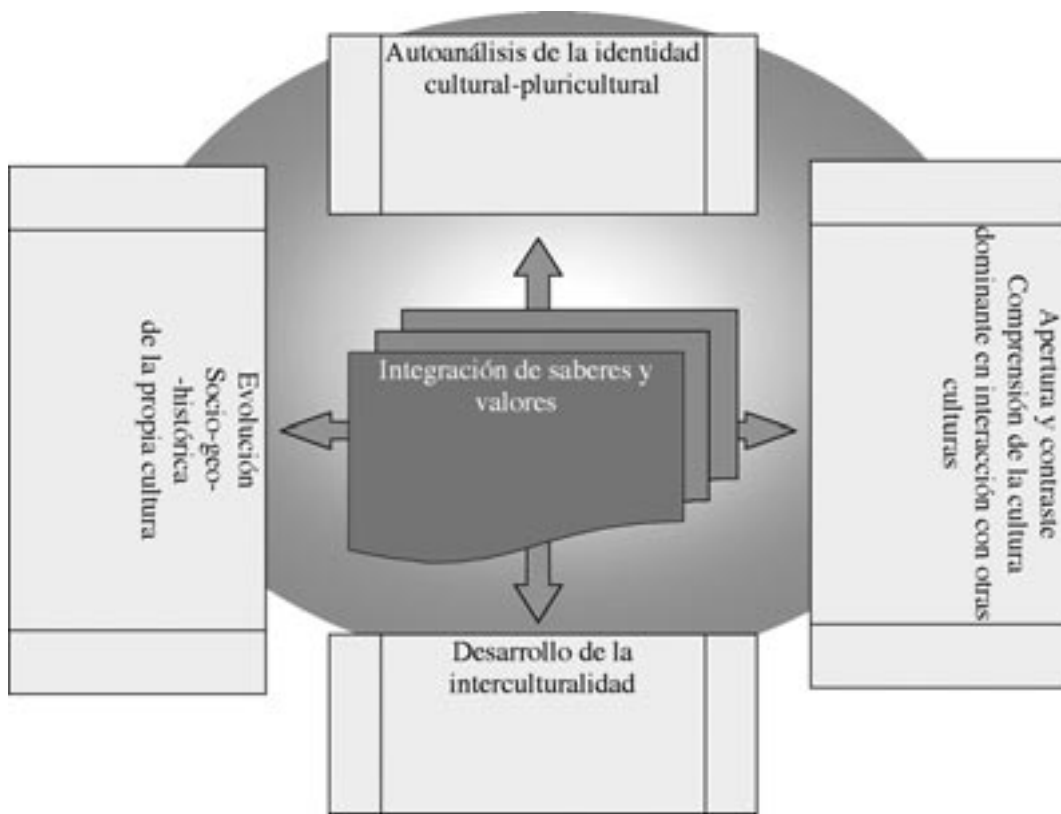 Autoanálisis de la identidad
cultural-pluricultural
Evolución
Socio-geo-
-histórica
de la propia cultura
Integración de saberes y
valores
Apertura y contraste
Comprensión de la cultura
dominante en interacción con otras
culturas
Desarrollo de la
interculturalidad